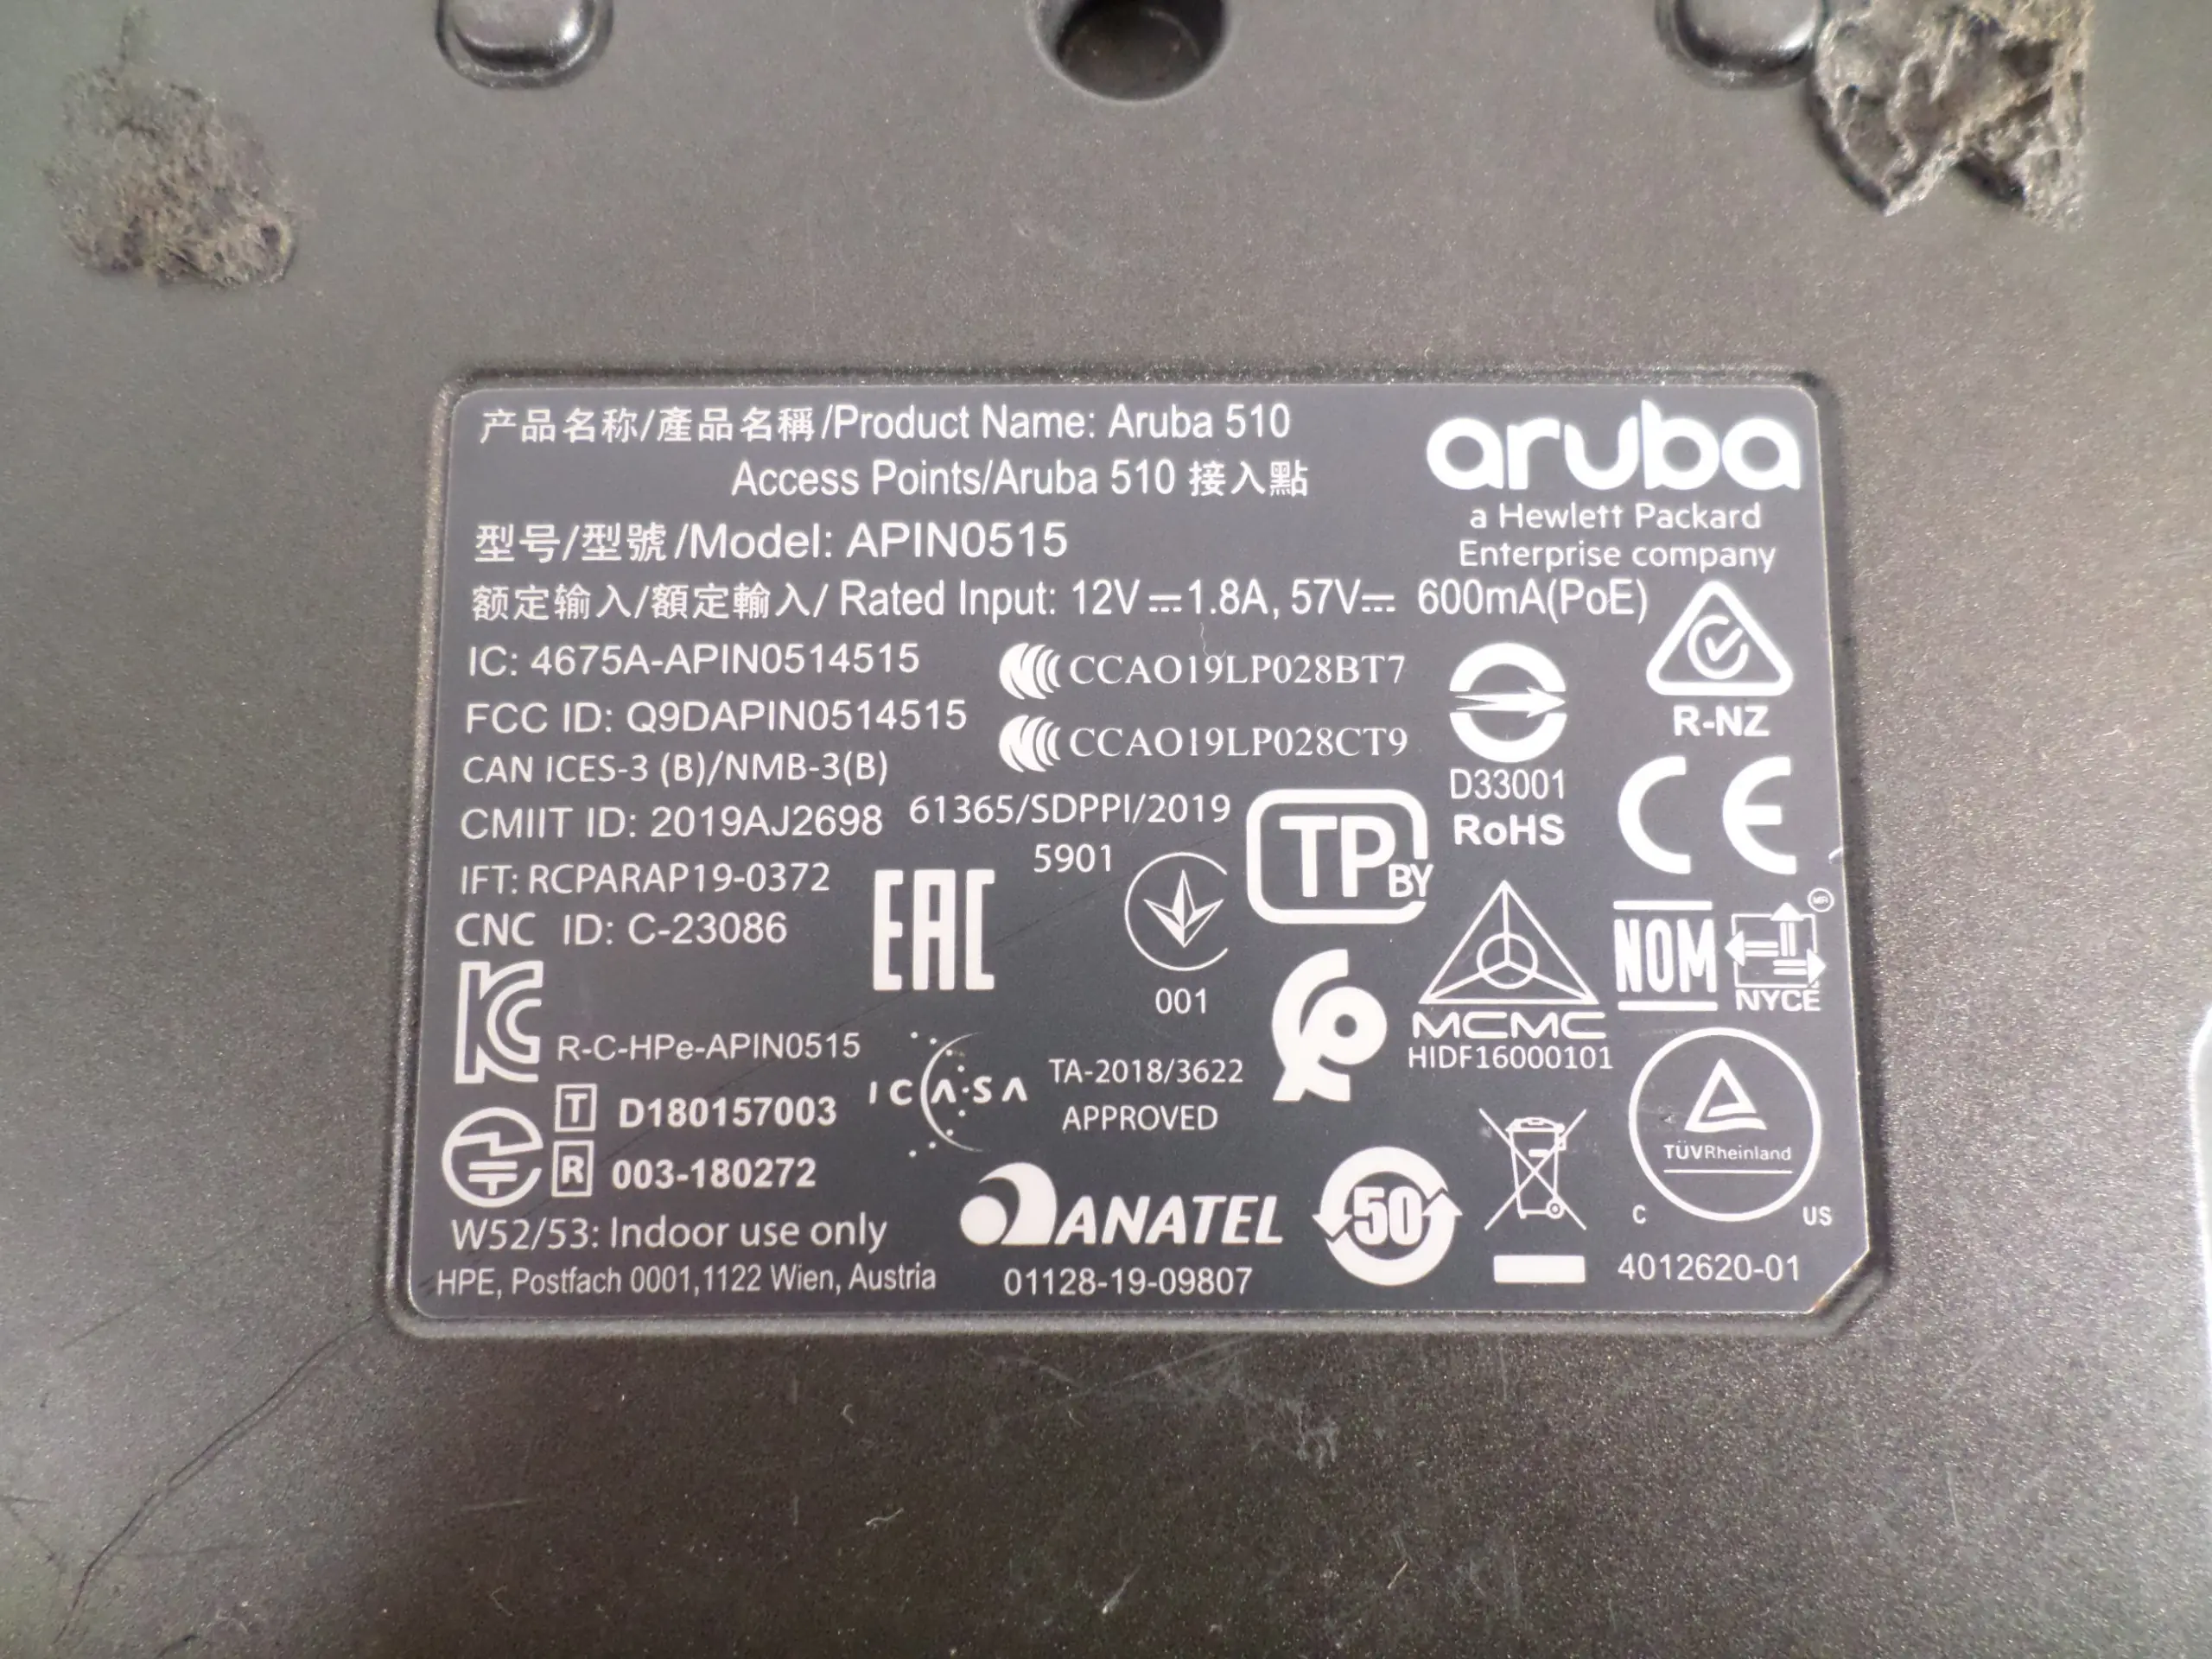 产品名称/產品名稱/Product Name: Aruba 510
Access Points/Aruba 510 接入點
aruba
a Hewlett Packard
Enterprise company
型号/型號/Model: APIN0515
额定输入/額定輸入/ Rated Input: 12V⎓1.8A, 57V⎓ 600mA(PoE)
IC: 4675A-APIN0514515
CCAO19LP028BT7
R-NZ
FCC ID: Q9DAPIN0514515
CCAO19LP028CT9
CAN ICES-3 (B)/NMB-3(B)
D33001
RoHS
CE
CMIIT ID: 2019AJ2698
61365/SDPPI/2019
5901
TP BY
IFT: RCPARAP19-0372
CNC ID: C-23086
EAC
001
NOM
NYCE
MCMC
HIDF16000101
R-C-HPe-APIN0515
ICASA
TA-2018/3622
APPROVED
T D180157003
R 003-180272
TÜVRheinland
C US
W52/53: Indoor use only
ANATEL
50
HPE, Postfach 0001,1122 Wien, Austria
01128-19-09807
4012620-01